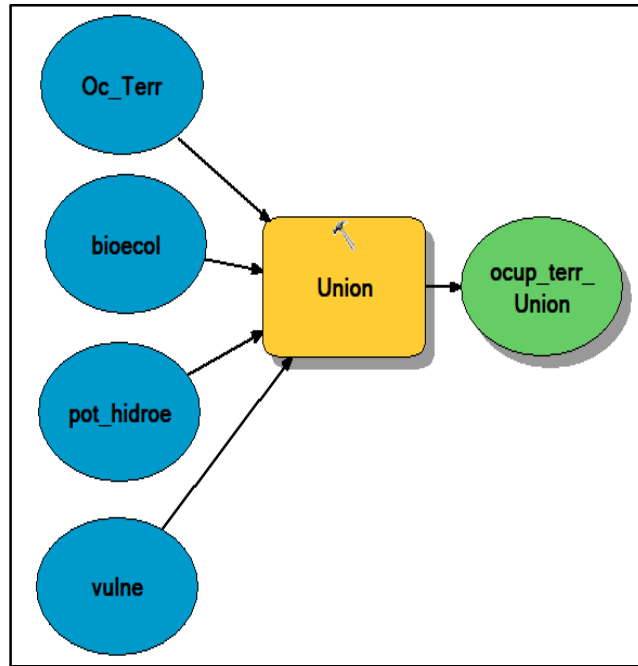 Oc_Terr
bioecol
pot_hidroe
vulne
Union
ocup_terr_
Union